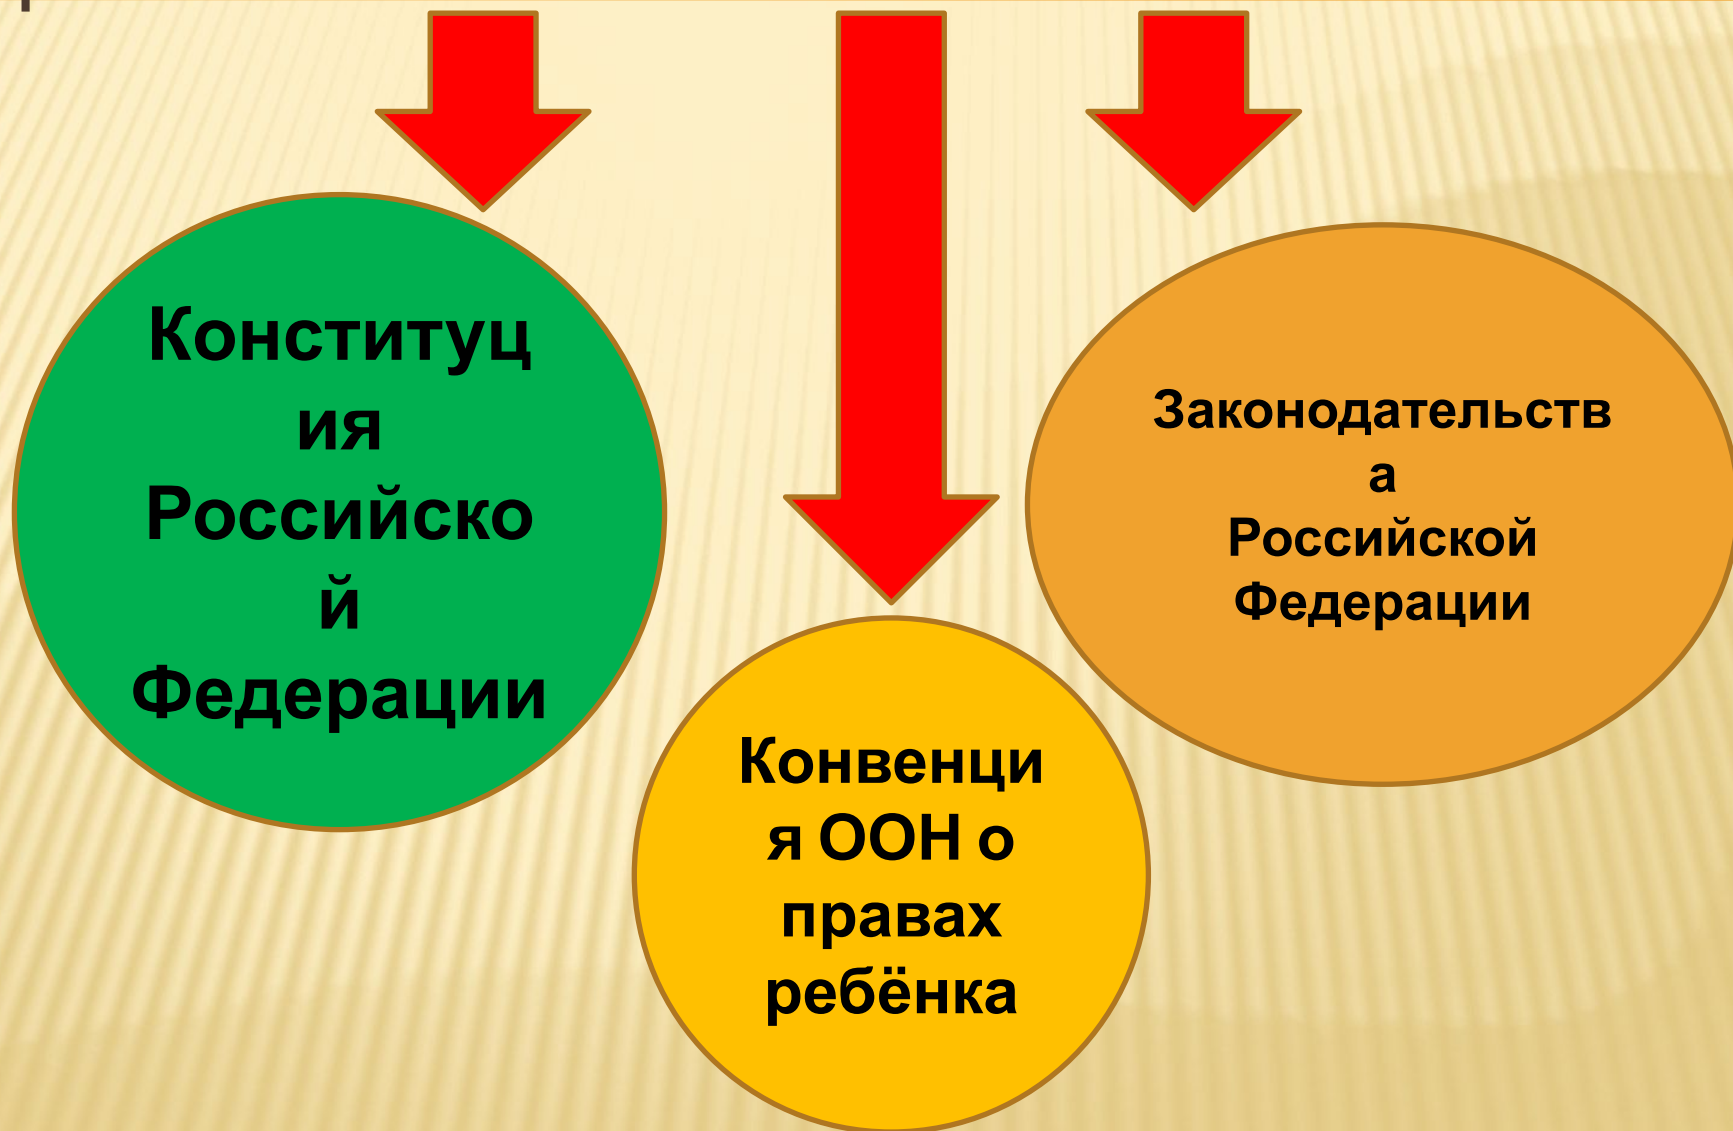 Конституц
ия
Российско
й
Федерации
Конвенци
я ООН о
правах
ребёнка
Законодательств
а
Российской
Федерации